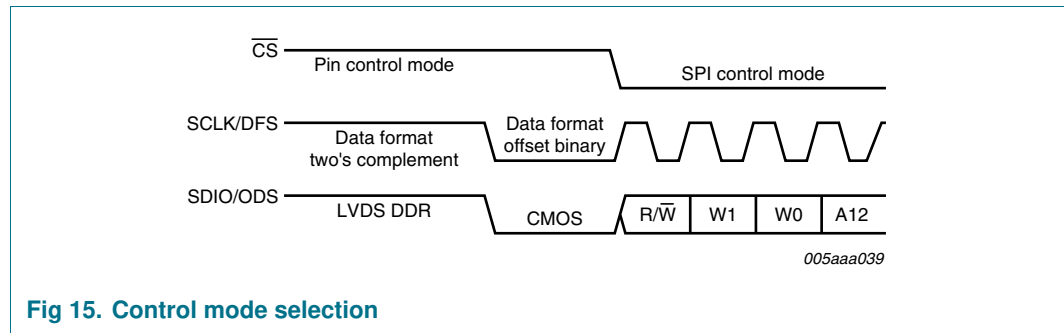 C̅S̅
Pin control mode
SPI control mode
SCLK/DFS
Data format
two's complement
Data format
offset binary
SDIO/ODS
LVDS DDR
CMOS
R/W̅
W1
W0
A12
005aaa039
Fig 15. Control mode selection